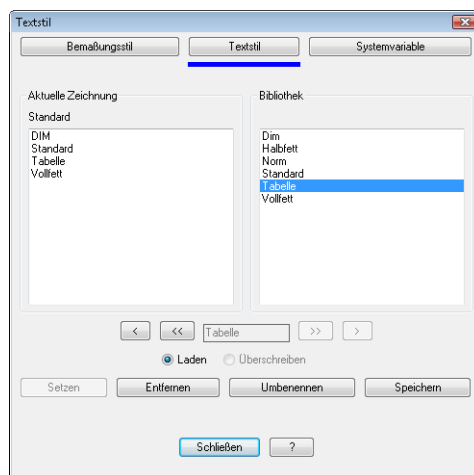 Textstil
Bemaßungsstil Textstil Systemvariable
Aktuelle Zeichnung
Standard
DIM
Standard
Tabelle
Vollfett
Bibliothek
Dim
Halbfett
Norm
Standard
Tabelle
Vollfett
< << Tabelle >> >
Laden Überschreiben
Setzen Entfernen Umbenennen Speichern
Schließen ?